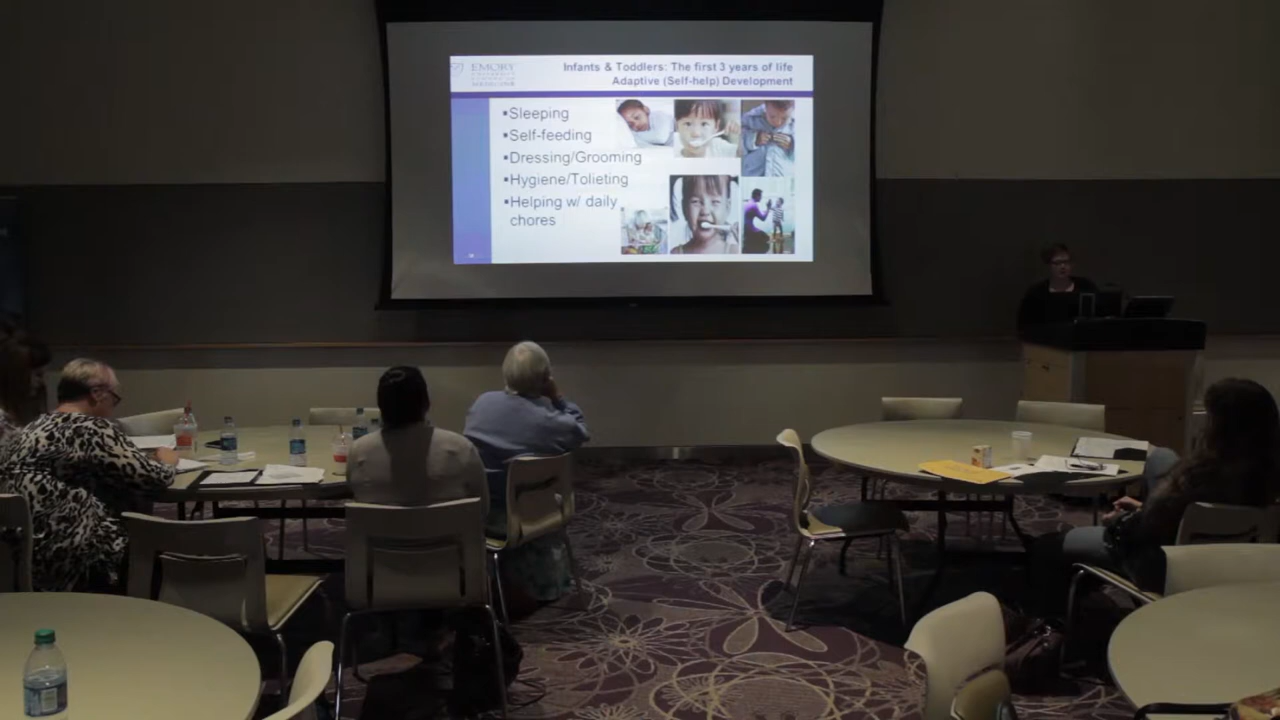 EMORY
Infants & Toddlers: The first 3 years of life
Adaptive (Self-help) Development
▪Sleeping
▪Self-feeding
▪Dressing/Grooming
▪Hygiene/Tolieting
▪Helping w/ daily
chores